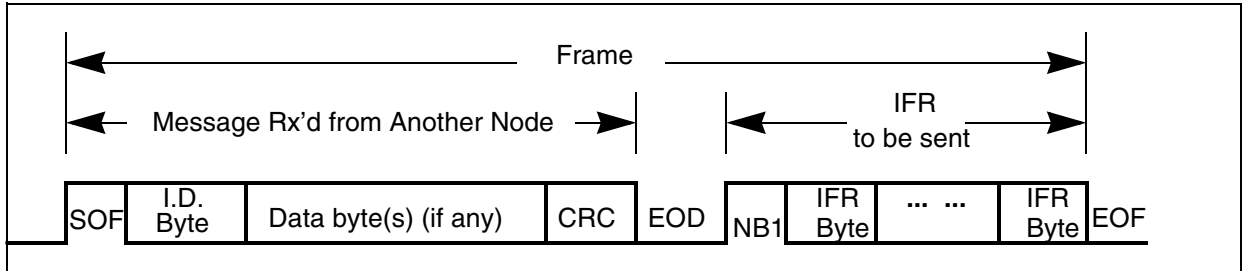 Frame
Message Rx'd from Another Node
IFR
to be sent
SOF
I.D.
Byte
Data byte(s) (if any)
CRC
EOD
NB1
IFR
Byte
... ...
IFR
Byte
EOF